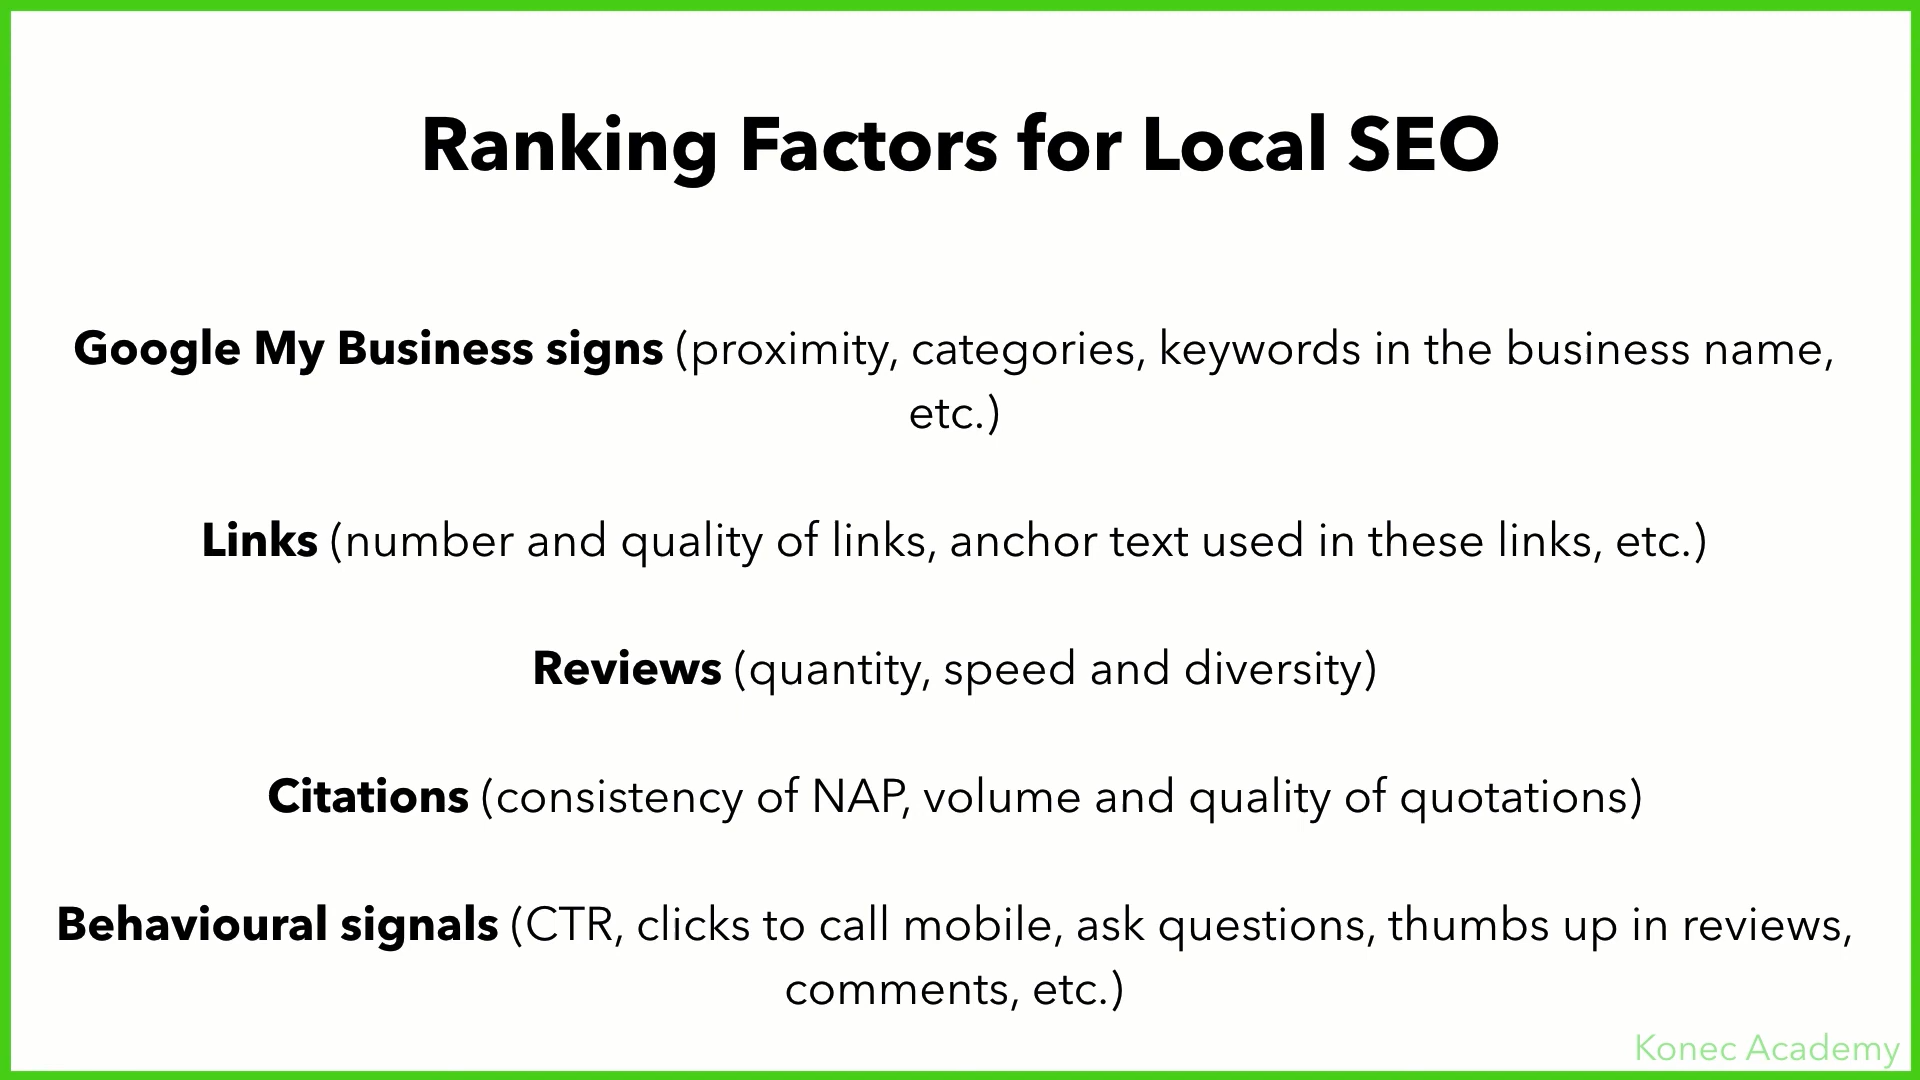 Ranking Factors for Local SEO
Google My Business signs (proximity, categories, keywords in the business name,
etc.)
Links (number and quality of links, anchor text used in these links, etc.)
Reviews (quantity, speed and diversity)
Citations (consistency of NAP, volume and quality of quotations)
Behavioural signals (CTR, clicks to call mobile, ask questions, thumbs up in reviews,
comments, etc.)
Konec Academy